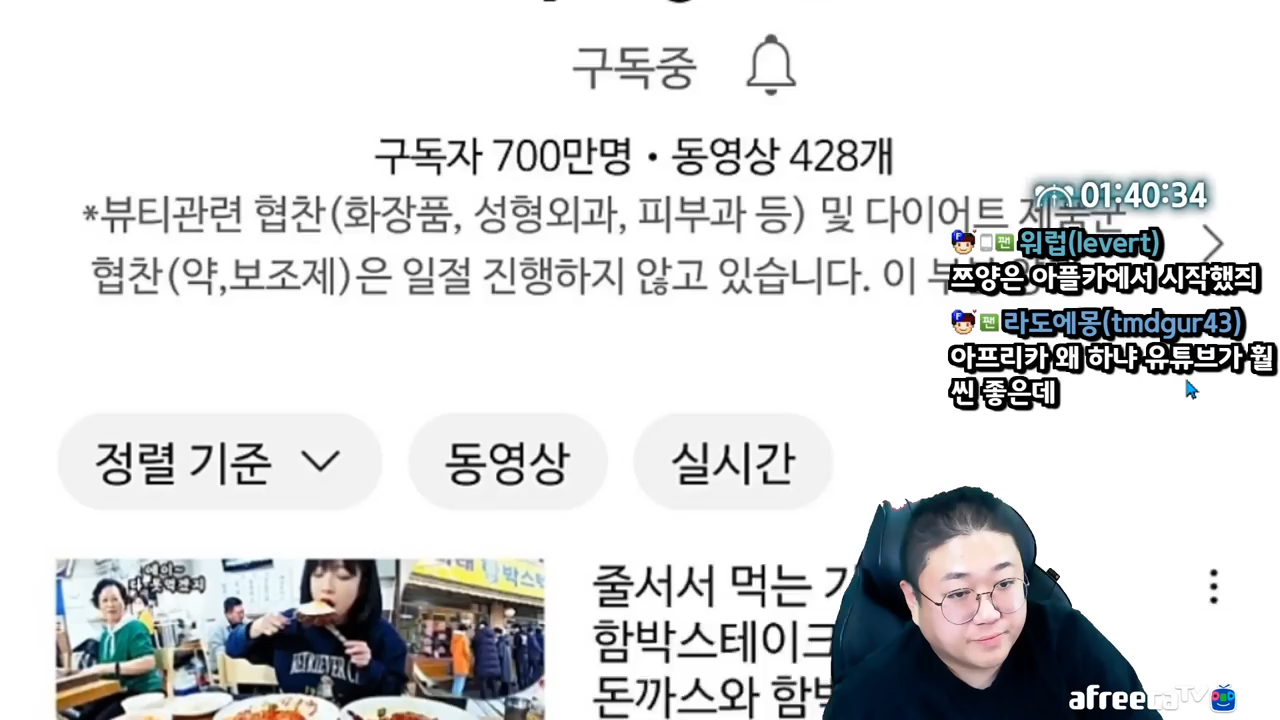 구독중
구독자 700만명 • 동영상 428개
*뷰티관련 협찬(화장품, 성형외과, 피부과 등) 및 다이어트
협찬(약,보조제)은 일절 진행하지 않고 있습니다. 이
01:40:34
워럽(levert)
쯔양은 아플카에서 시작했죄
라도에몽(tmdgur43)
아프리카 왜 하냐 유튜브가 훨
씬 좋은데
정렬 기준
동영상
실시간
줄서서 먹는
함박스테이크
돈까스와
afreecaTV